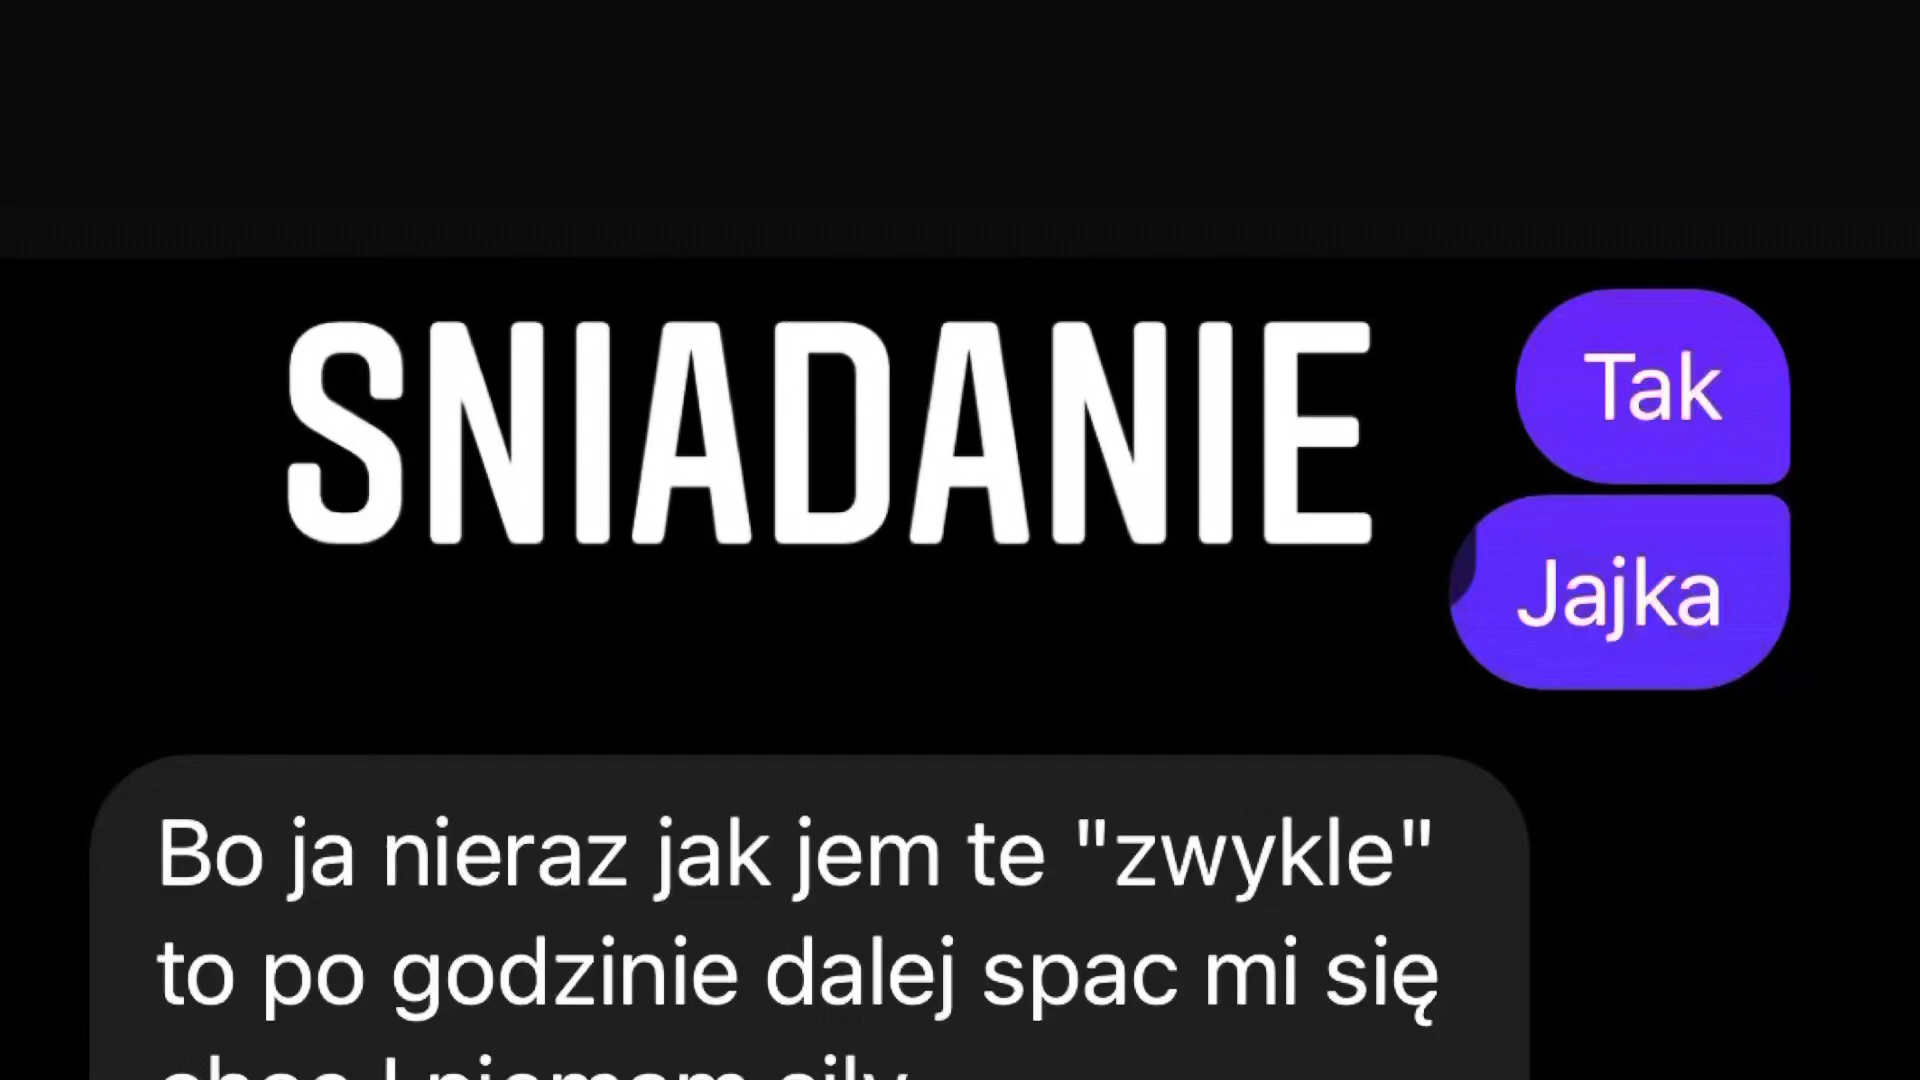 SNIADANIE
Tak
Jajka
Bo ja nieraz jak jem te "zwykle"
to po godzinie dalej spac mi się